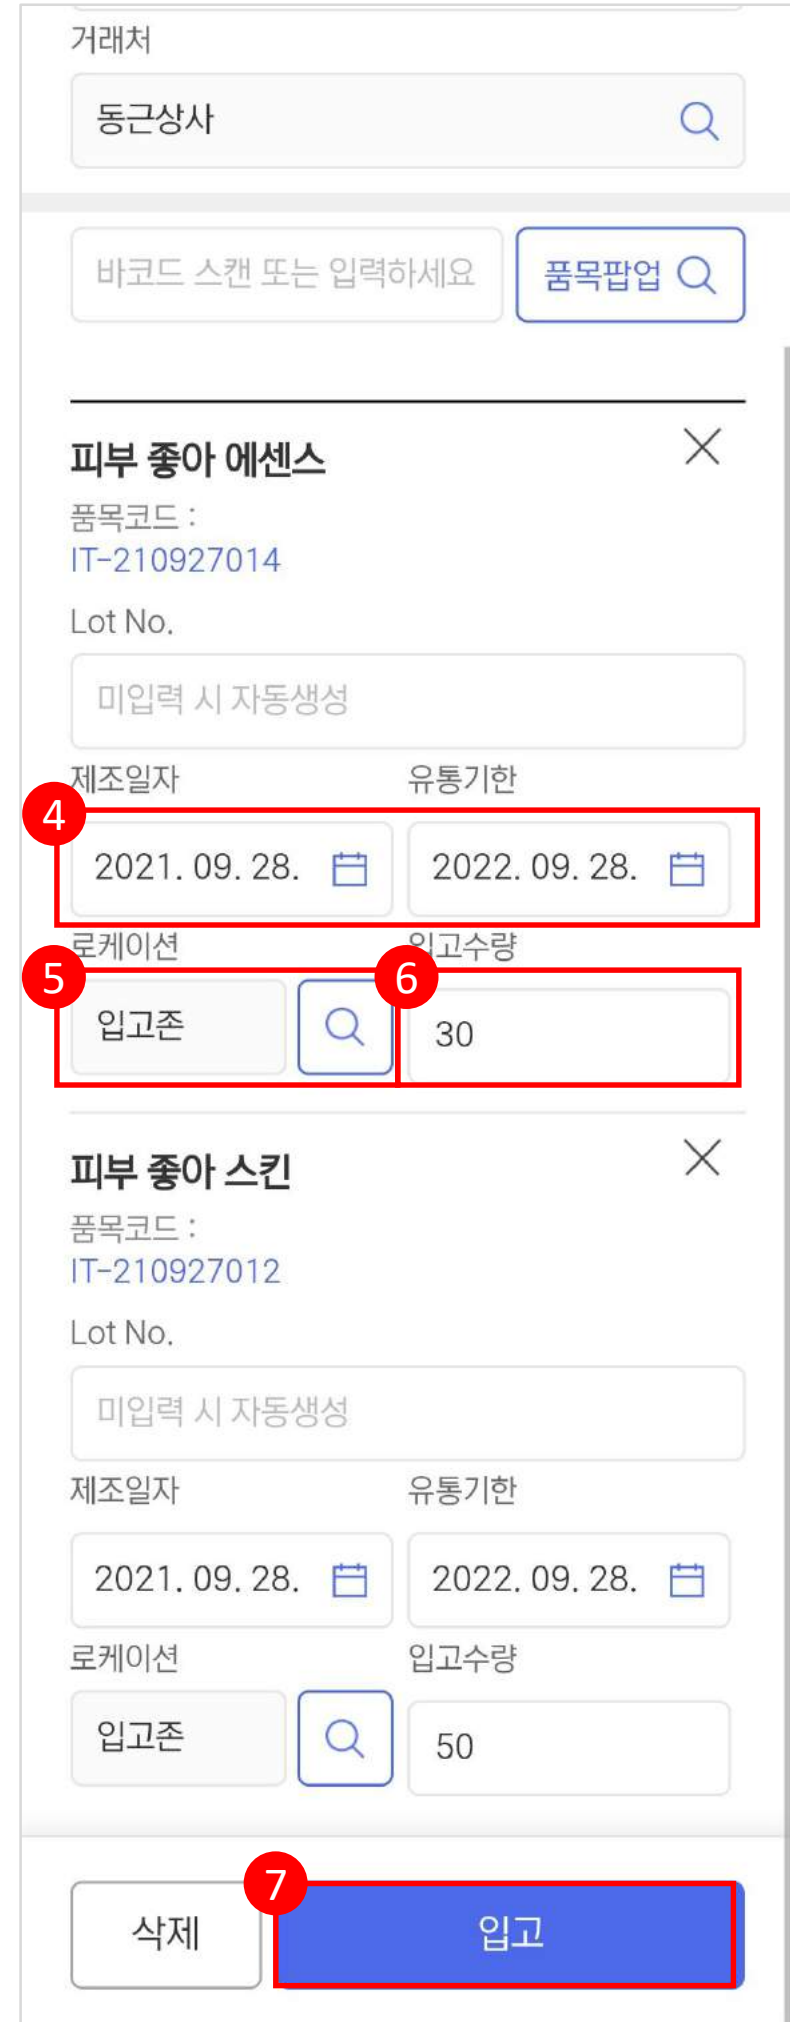 거래처
동근상사
바코드 스캔 또는 입력하세요 품목팝업
피부 좋아 에센스
품목코드 :
IT-210927014
Lot No.
미입력 시 자동생성
제조일자 유통기한
4
2021. 09. 28. 2022. 09. 28.
로케이션 입고수량
5 6
입고존 30
피부 좋아 스킨
품목코드 :
IT-210927012
Lot No.
미입력 시 자동생성
제조일자 유통기한
2021. 09. 28. 2022. 09. 28.
로케이션 입고수량
입고존 50
7
삭제 입고